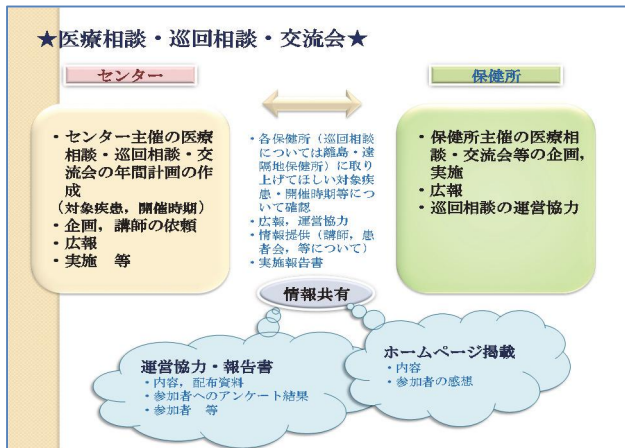 ★医療相談・巡回相談・交流会★
センター
保健所
・センター主催の医療
相談・巡回相談・交
流会の年間計画の作
成
（対象疾患，開催時期）
・企画，講師の依頼
・広報
・実施　等
・各保健所（巡回相談
については離島・遠
隔地保健所）に取り
上げてほしい対象疾
患・開催時期等につ
いて確認
・広報，運営協力
・情報提供（講師，患
者会，等について）
・実施報告書
・保健所主催の医療相
談・交流会等の企画，
実施
・広報
・巡回相談の運営協力
情報共有
運営協力・報告書
・内容，配布資料
・参加者へのアンケート結果
・参加者　等
ホームページ掲載
・内容
・参加者の感想